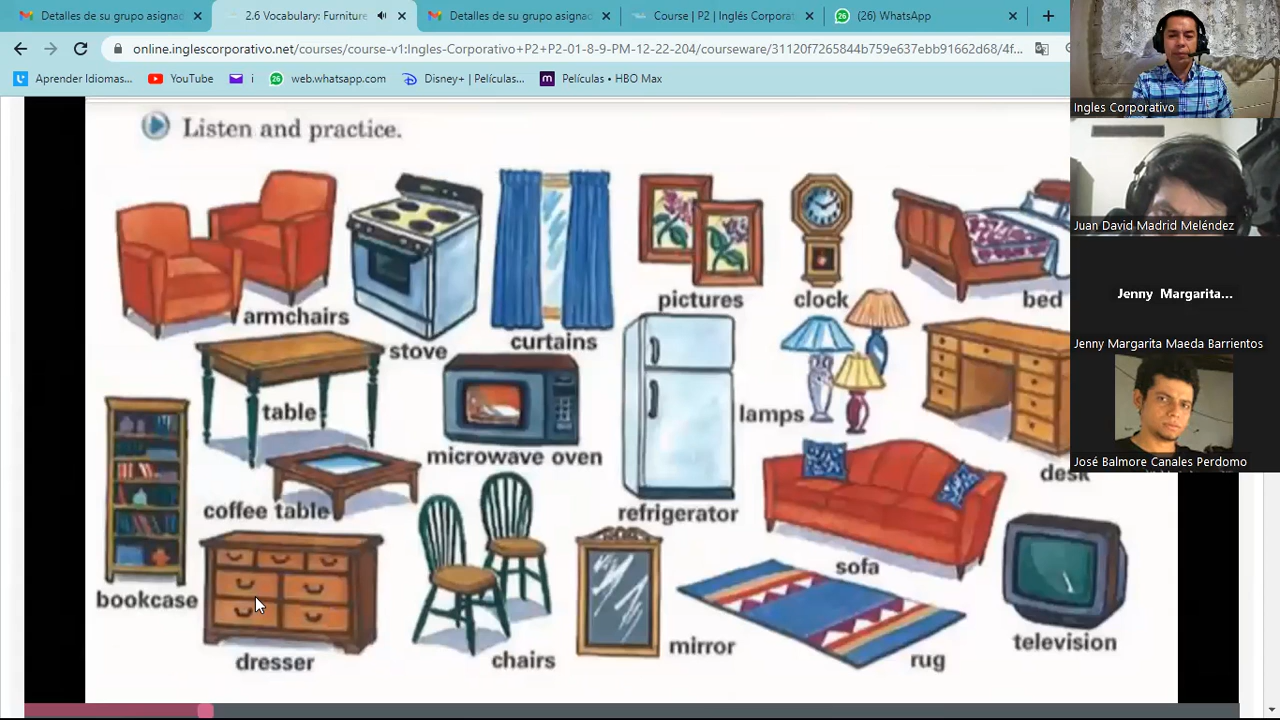 Detalles de su grupo asignad
2.6 Vocabulary: Furniture
Detalles de su grupo asignad
Course | P2 | Inglés Corporati
(26) WhatsApp
online.inglescorporativo.net/courses/course-v1:Ingles-Corporativo+P2+P2-01-8-9-PM-12-22-204/courseware/31120f7265844b759e637ebb91662d68/4f...
Aprender Idiomas...
YouTube
i
web.whatsapp.com
Disney+ | Películas...
Películas • HBO Max
Listen and practice.
armchairs
stove
curtains
pictures
clock
bed
table
microwave oven
lamps
desk
coffee table
refrigerator
bookcase
sofa
dresser
chairs
mirror
rug
television
Ingles Corporativo
Juan David Madrid Meléndez
Jenny Margarita...
Jenny Margarita Maeda Barrientos
José Balmore Canales Perdomo